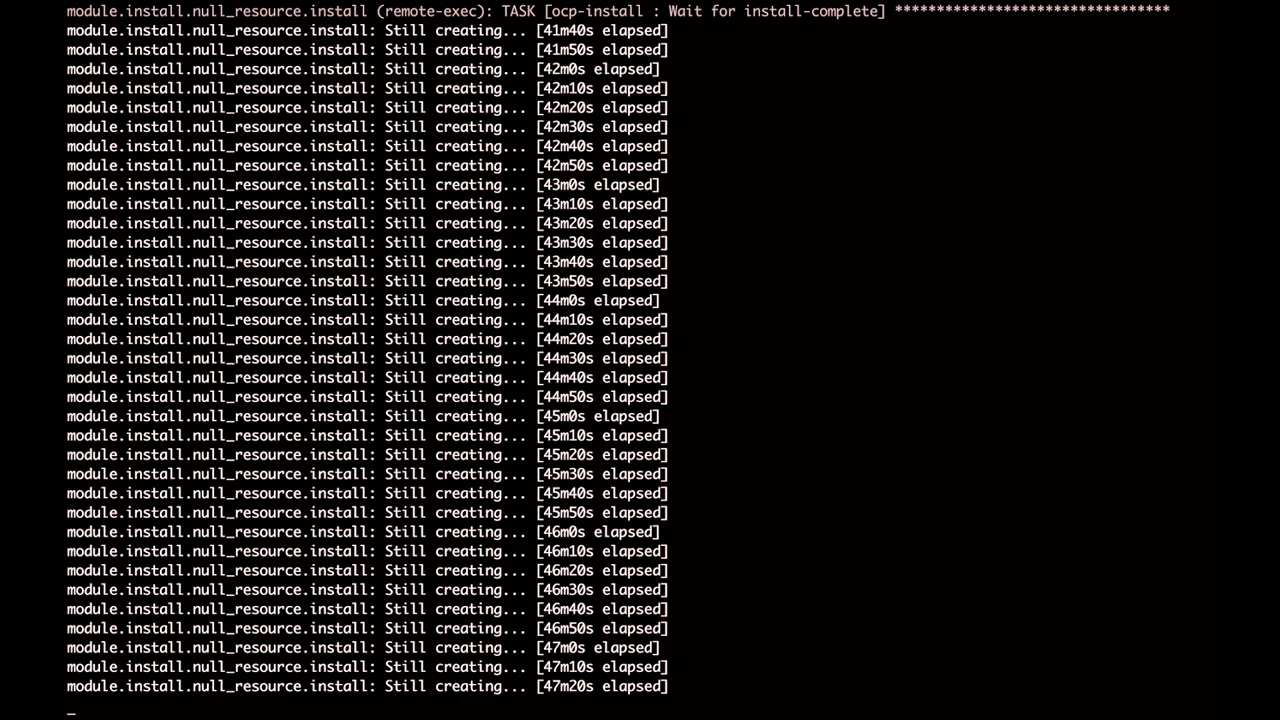 module.install.null_resource.install (remote-exec): TASK [ocp-install : Wait for install-complete] *********************************
module.install.null_resource.install: Still creating... [41m40s elapsed]
module.install.null_resource.install: Still creating... [41m50s elapsed]
module.install.null_resource.install: Still creating... [42m0s elapsed]
module.install.null_resource.install: Still creating... [42m10s elapsed]
module.install.null_resource.install: Still creating... [42m20s elapsed]
module.install.null_resource.install: Still creating... [42m30s elapsed]
module.install.null_resource.install: Still creating... [42m40s elapsed]
module.install.null_resource.install: Still creating... [42m50s elapsed]
module.install.null_resource.install: Still creating... [43m0s elapsed]
module.install.null_resource.install: Still creating... [43m10s elapsed]
module.install.null_resource.install: Still creating... [43m20s elapsed]
module.install.null_resource.install: Still creating... [43m30s elapsed]
module.install.null_resource.install: Still creating... [43m40s elapsed]
module.install.null_resource.install: Still creating... [43m50s elapsed]
module.install.null_resource.install: Still creating... [44m0s elapsed]
module.install.null_resource.install: Still creating... [44m10s elapsed]
module.install.null_resource.install: Still creating... [44m20s elapsed]
module.install.null_resource.install: Still creating... [44m30s elapsed]
module.install.null_resource.install: Still creating... [44m40s elapsed]
module.install.null_resource.install: Still creating... [44m50s elapsed]
module.install.null_resource.install: Still creating... [45m0s elapsed]
module.install.null_resource.install: Still creating... [45m10s elapsed]
module.install.null_resource.install: Still creating... [45m20s elapsed]
module.install.null_resource.install: Still creating... [45m30s elapsed]
module.install.null_resource.install: Still creating... [45m40s elapsed]
module.install.null_resource.install: Still creating... [45m50s elapsed]
module.install.null_resource.install: Still creating... [46m0s elapsed]
module.install.null_resource.install: Still creating... [46m10s elapsed]
module.install.null_resource.install: Still creating... [46m20s elapsed]
module.install.null_resource.install: Still creating... [46m30s elapsed]
module.install.null_resource.install: Still creating... [46m40s elapsed]
module.install.null_resource.install: Still creating... [46m50s elapsed]
module.install.null_resource.install: Still creating... [47m0s elapsed]
module.install.null_resource.install: Still creating... [47m10s elapsed]
module.install.null_resource.install: Still creating... [47m20s elapsed]